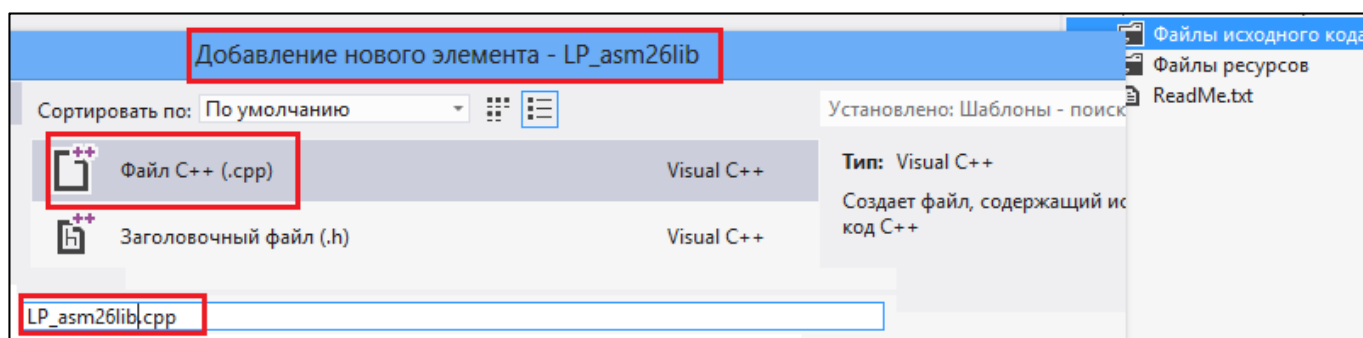 Добавление нового элемента - LP_asm26lib
Сортировать по: По умолчанию
Установлено: Шаблоны - поиск
Файл C++ (.cpp)
Visual C++
Заголовочный файл (.h)
Visual C++
Тип: Visual C++
Создает файл, содержащий ис
код C++
LP_asm26lib.cpp
Файлы исходного кода
Файлы ресурсов
ReadMe.txt